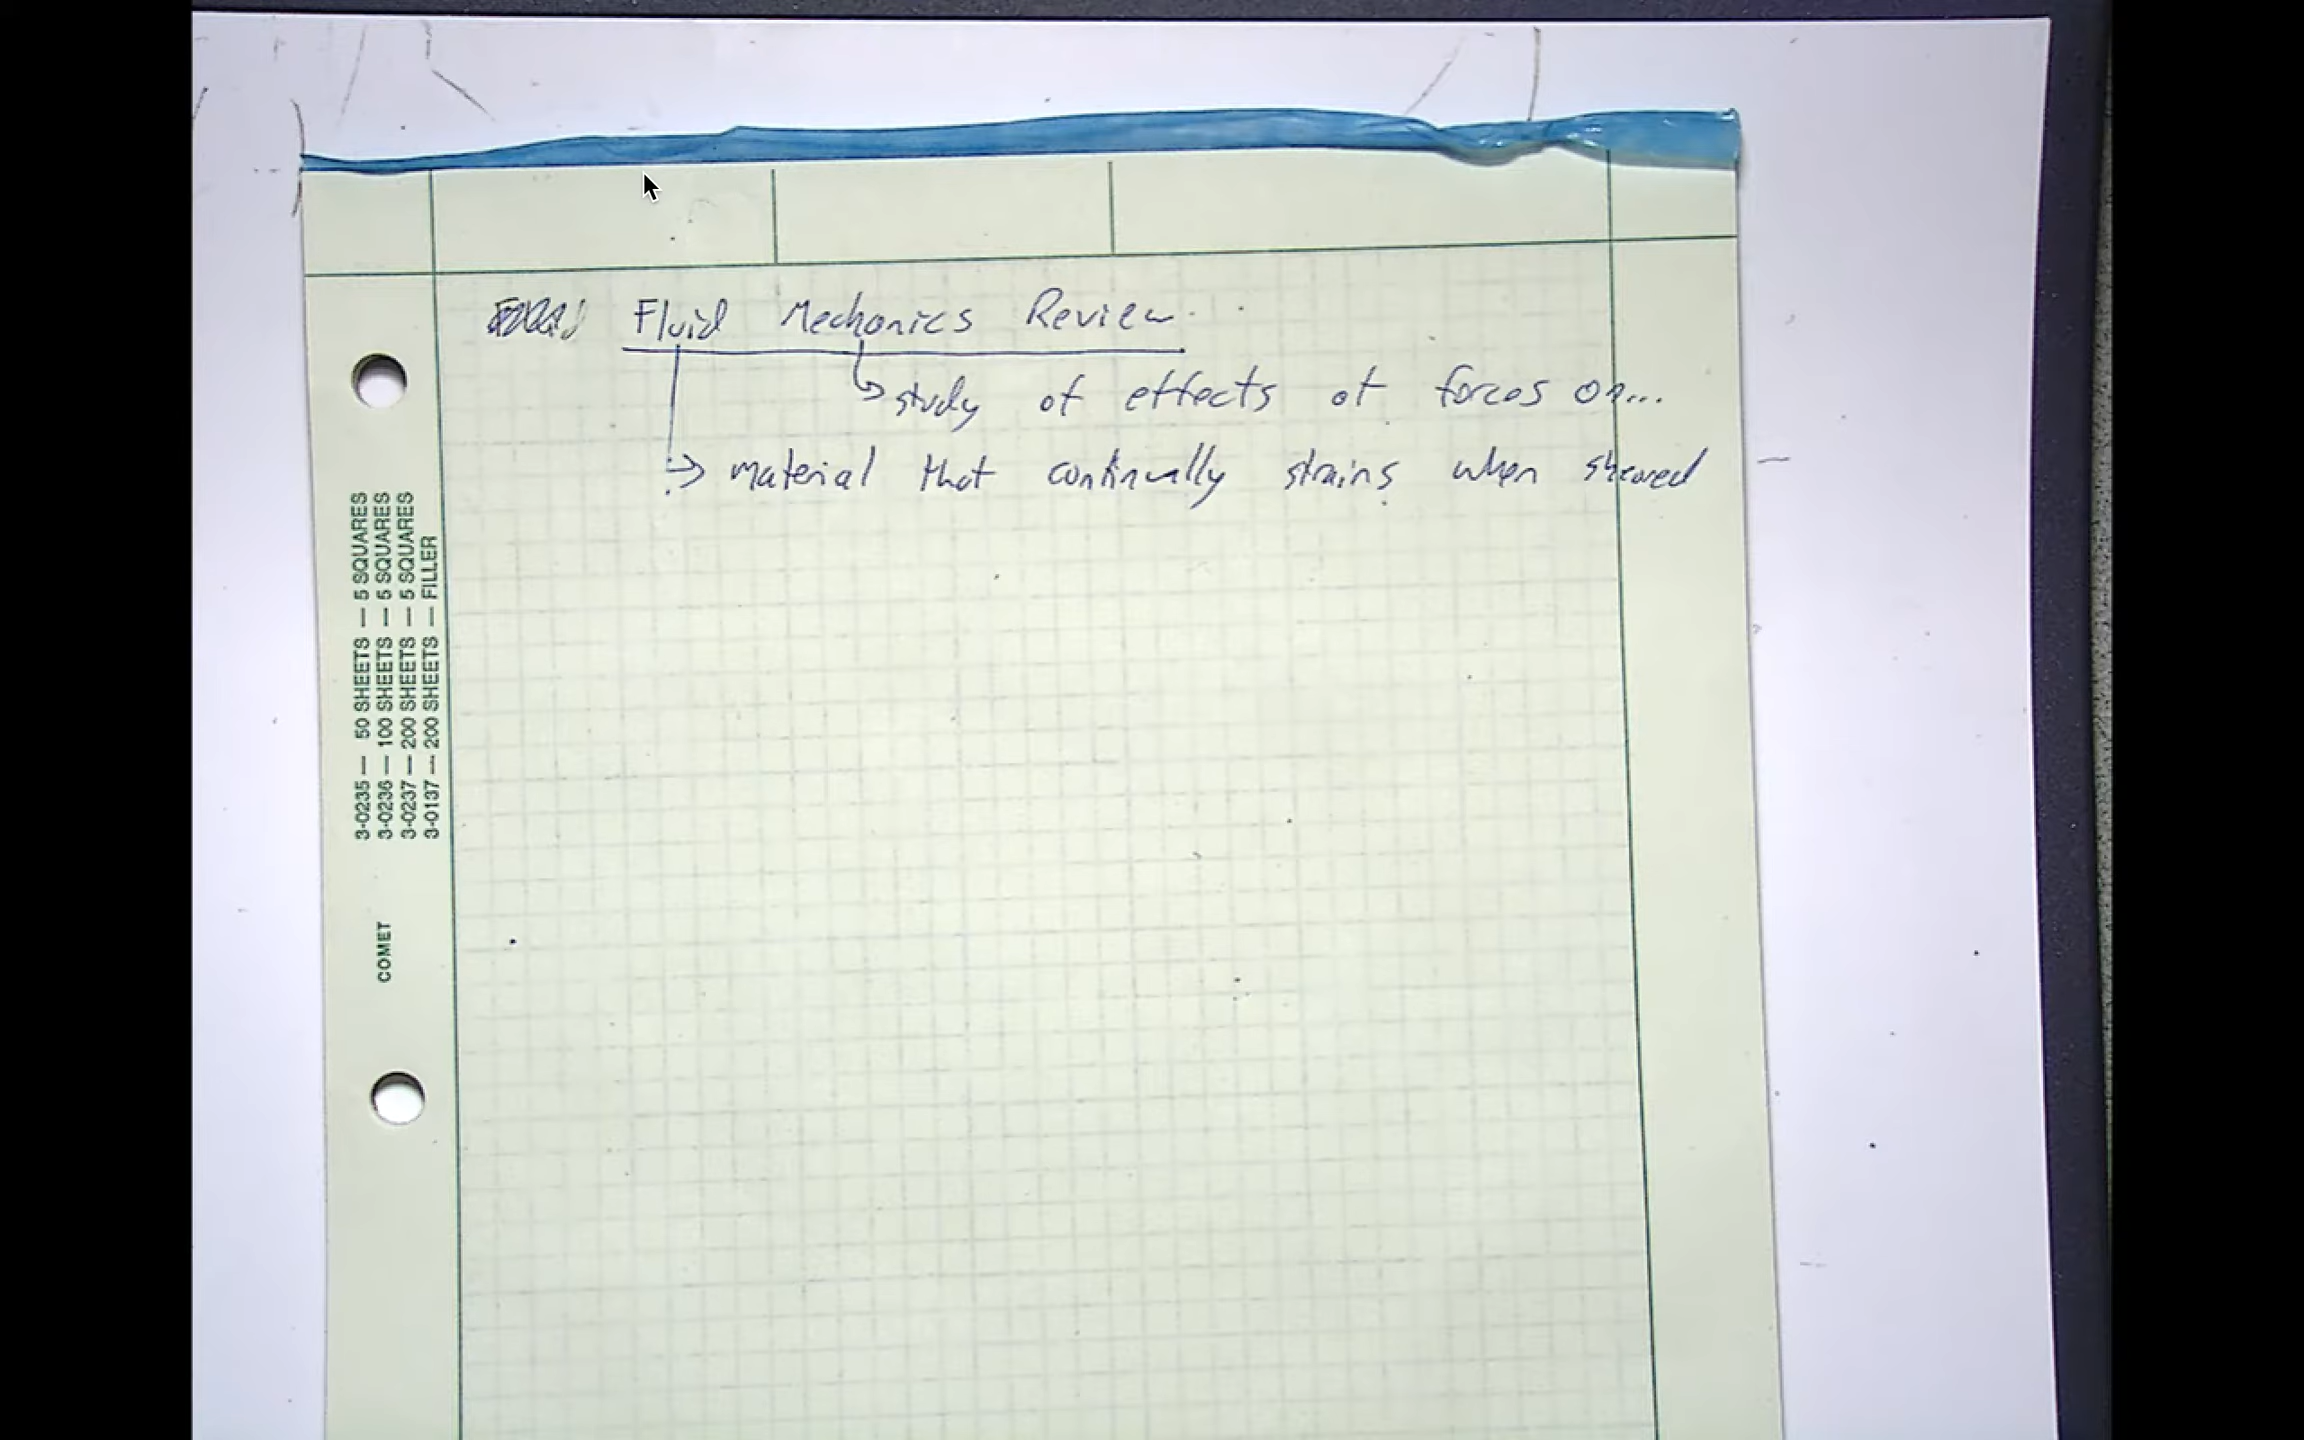 Fluid Mechanics Review
study of effects of forces on...
material that continually strains when sheared
3-0235 — 50 SHEETS — 5 SQUARES
3-0236 — 100 SHEETS — 5 SQUARES
3-0237 — 200 SHEETS — 5 SQUARES
3-0137 — 200 SHEETS — FILLER
COMET